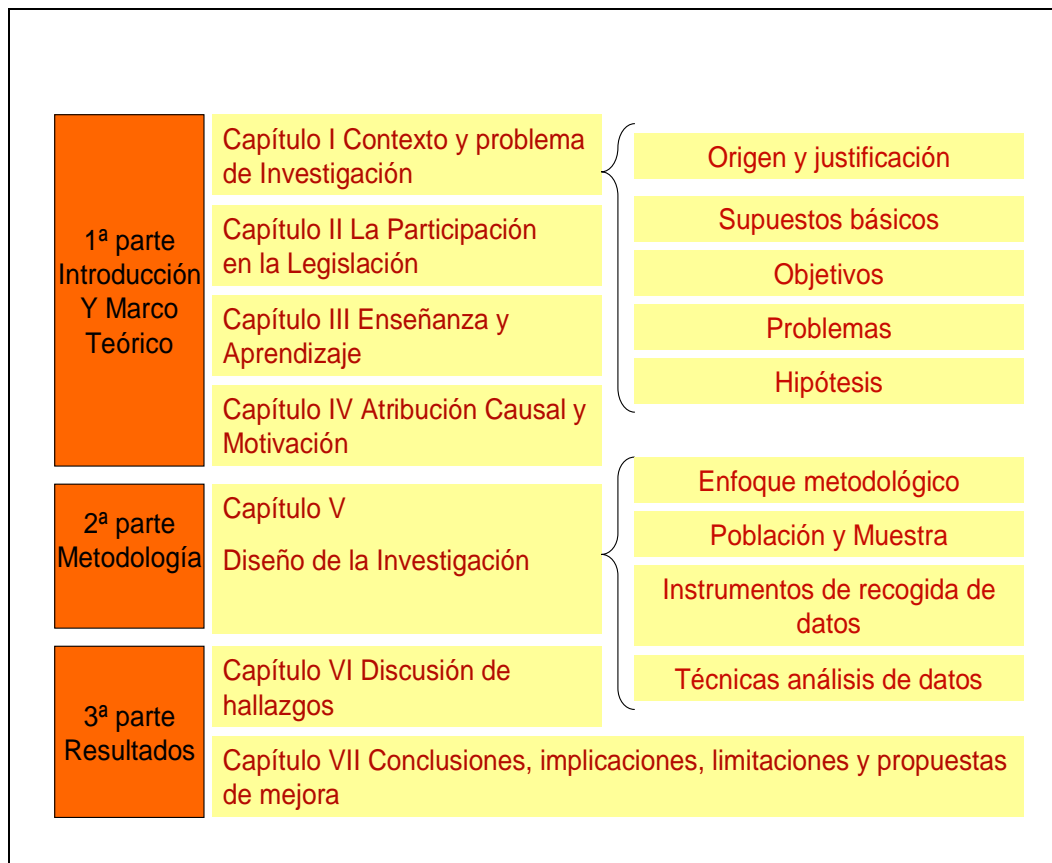 1ª parte
Introducción
Y Marco
Teórico
Capítulo I Contexto y problema
de Investigación
Capítulo II La Participación
en la Legislación
Capítulo III Enseñanza y
Aprendizaje
Capítulo IV Atribución Causal y
Motivación
Origen y justificación
Supuestos básicos
Objetivos
Problemas
Hipótesis
2ª parte
Metodología
Capítulo V
Diseño de la Investigación
Enfoque metodológico
Población y Muestra
Instrumentos de recogida de
datos
Técnicas análisis de datos
3ª parte
Resultados
Capítulo VI Discusión de
hallazgos
Capítulo VII Conclusiones, implicaciones, limitaciones y propuestas
de mejora